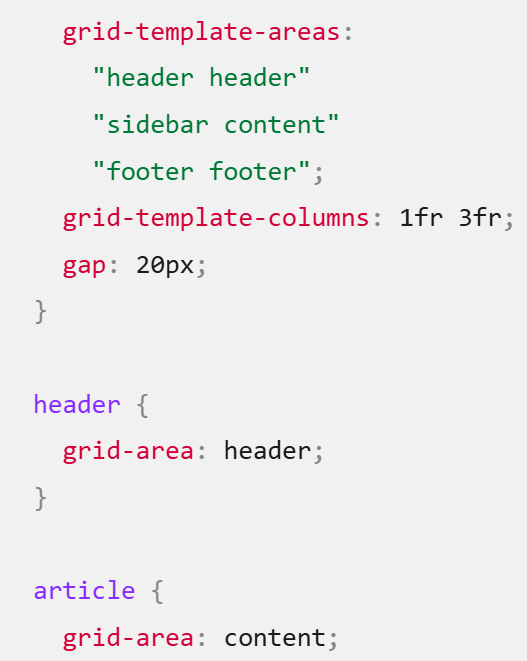 grid-template-areas:
"header header"
"sidebar content"
"footer footer";
grid-template-columns: 1fr 3fr;
gap: 20px;
}
header {
grid-area: header;
}
article {
grid-area: content;